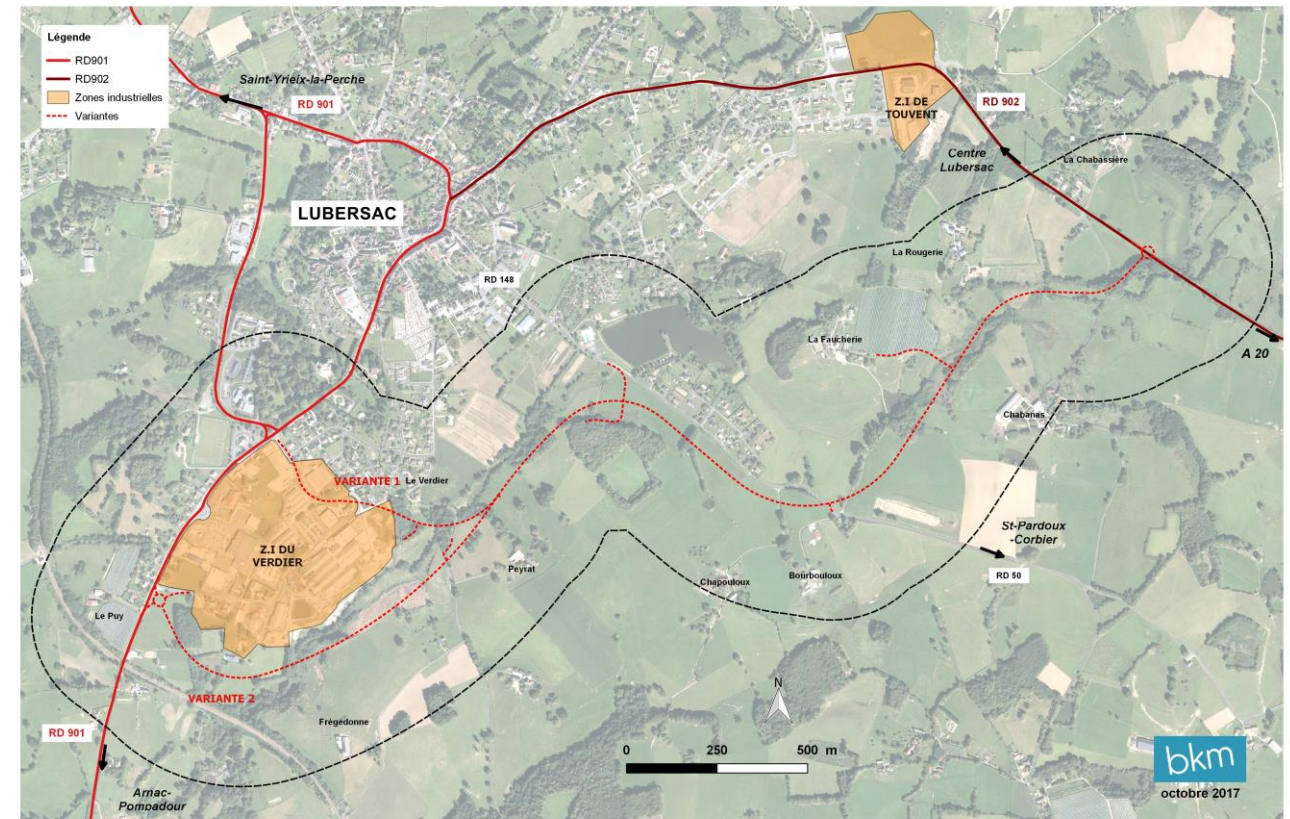 Légende
RD901
RD902
Zones industrielles
Variantes
Saint-Yrieix-la-Perche
RD 901
Z.I DE
TOUVENT
RD 902
Centre
Lubersac
La Chabassière
LUBERSAC
La Rougerie
RD 148
La Faucherie
A 20
Chabanas
VARIANTE 1
Le Verdier
St-Pardoux
-Corbier
Z.I DU
VERDIER
Peyrat
Chapouloux
Bourbouloux
RD 50
Le Puy
VARIANTE 2
Frégedonne
RD 901
N
0 250 500 m
Arnac-
Pompadour
bkm
octobre 2017